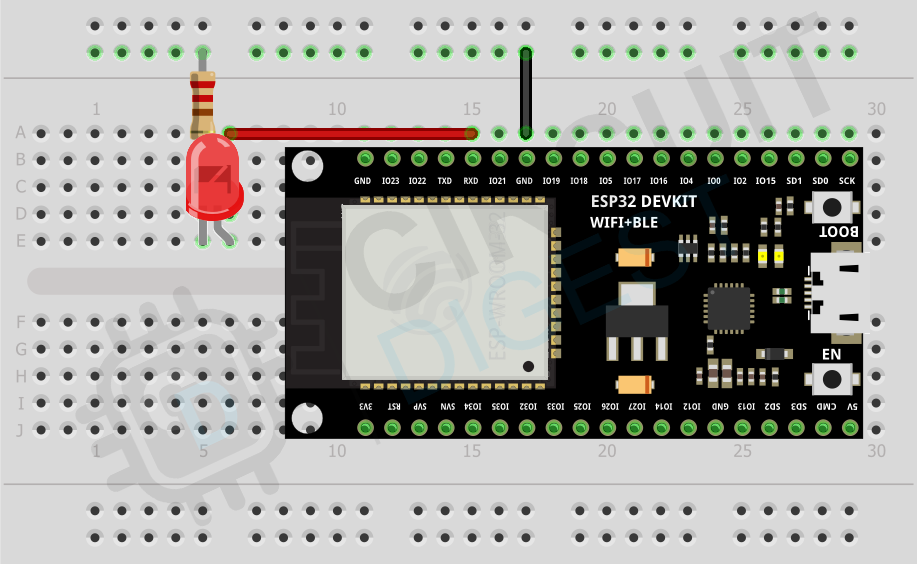 1 5 10 15 20 25 30
A
B
C
D
E
F
G
H
I
J
GND IO23 IO22 TXD RXD IO21 GND IO19 IO18 IO5 IO17 IO16 IO4 IO0 IO2 IO15 SD1 SD0 SCK
ESP32 DEVKIT
WIFI+BLE
BOOT
ESP-WROOM-32
CIRCUIT
DIGEST
EN
3V3 RST SVP SVN IO34 IO35 IO32 IO33 IO25 IO26 IO27 IO14 IO12 GND IO13 SD2 SD3 CMD 5V
1 5 10 15 20 25 30